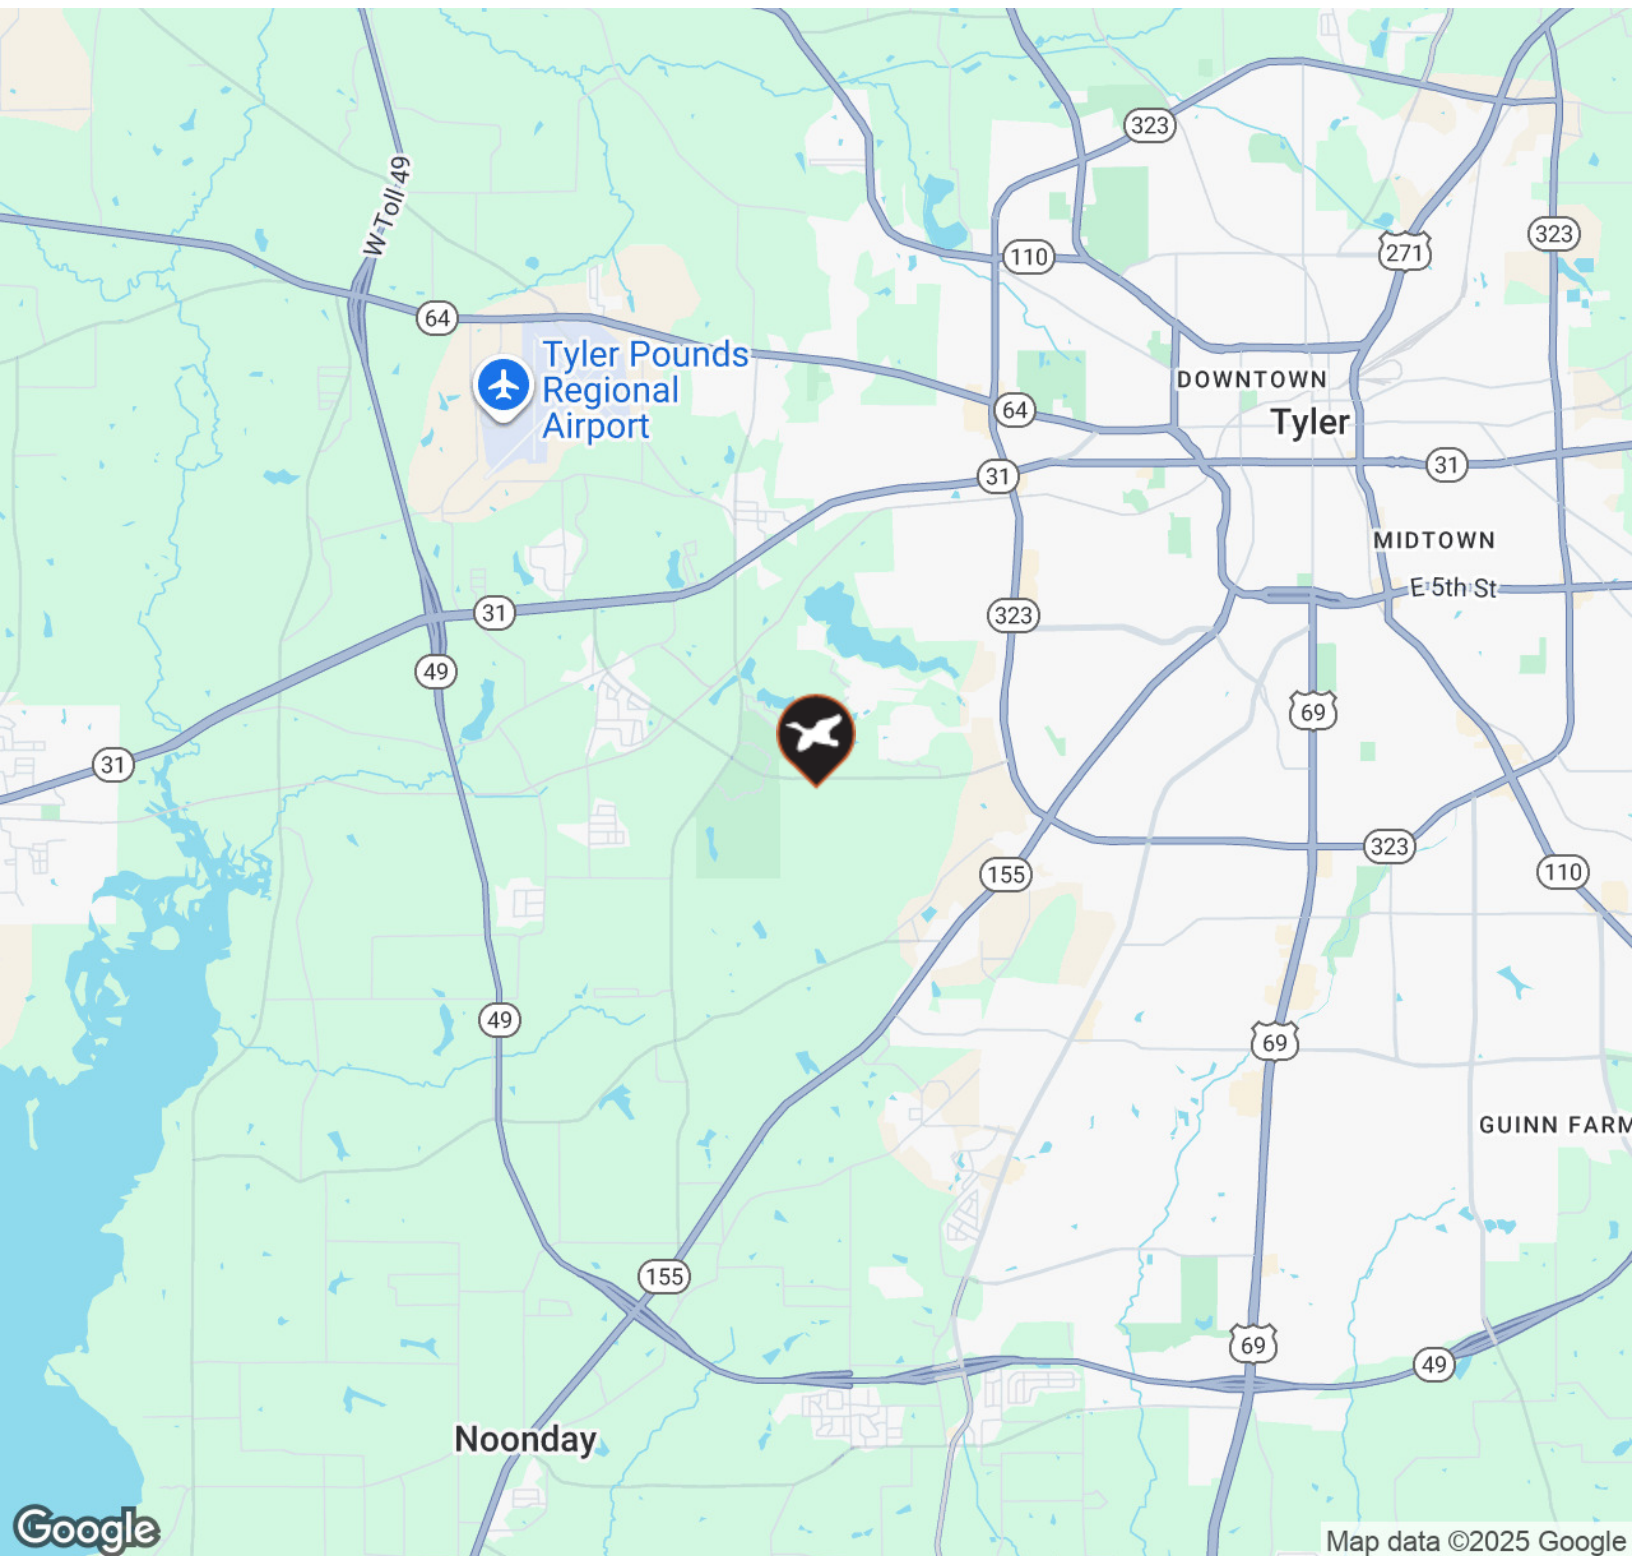 323
W Toll 49
323
110
271
64
Tyler Pounds
Regional
Airport
DOWNTOWN
64
Tyler
31
31
MIDTOWN
E 5th St
31
323
49
69
31
323
155
110
49
69
GUINN FARM
155
69
49
Noonday
Google
Map data ©2025 Google